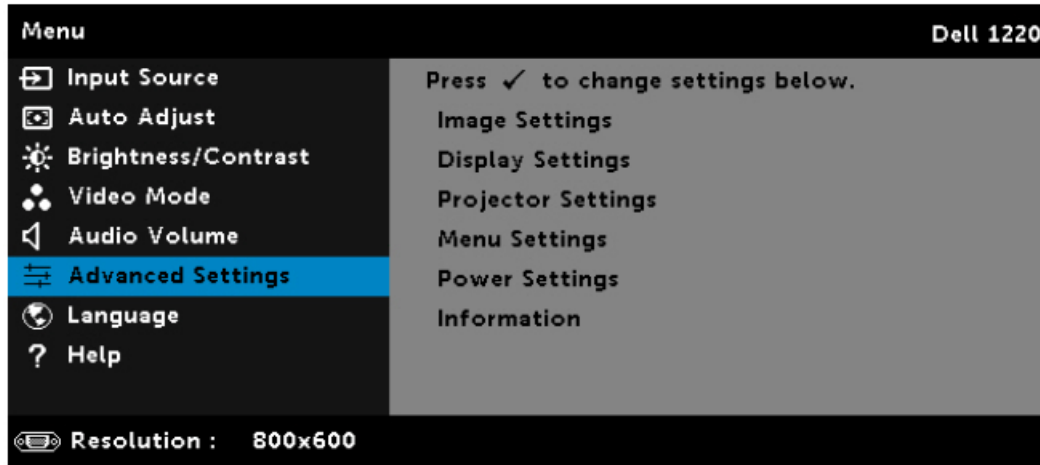 Menu Dell 1220
Input Source
Auto Adjust
Brightness/Contrast
Video Mode
Audio Volume
Advanced Settings
Language
? Help
Press ✓ to change settings below.
Image Settings
Display Settings
Projector Settings
Menu Settings
Power Settings
Information
Resolution : 800x600